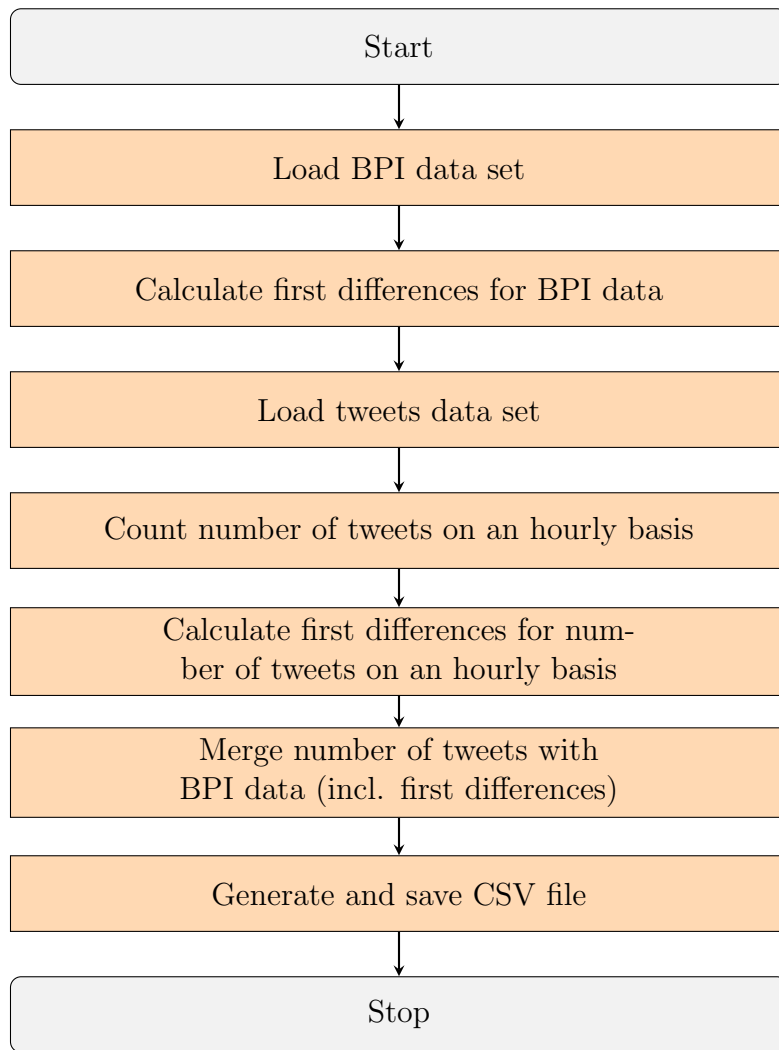 Start
Load BPI data set
Calculate first differences for BPI data
Load tweets data set
Count number of tweets on an hourly basis
Calculate first differences for num-
ber of tweets on an hourly basis
Merge number of tweets with
BPI data (incl. first differences)
Generate and save CSV file
Stop